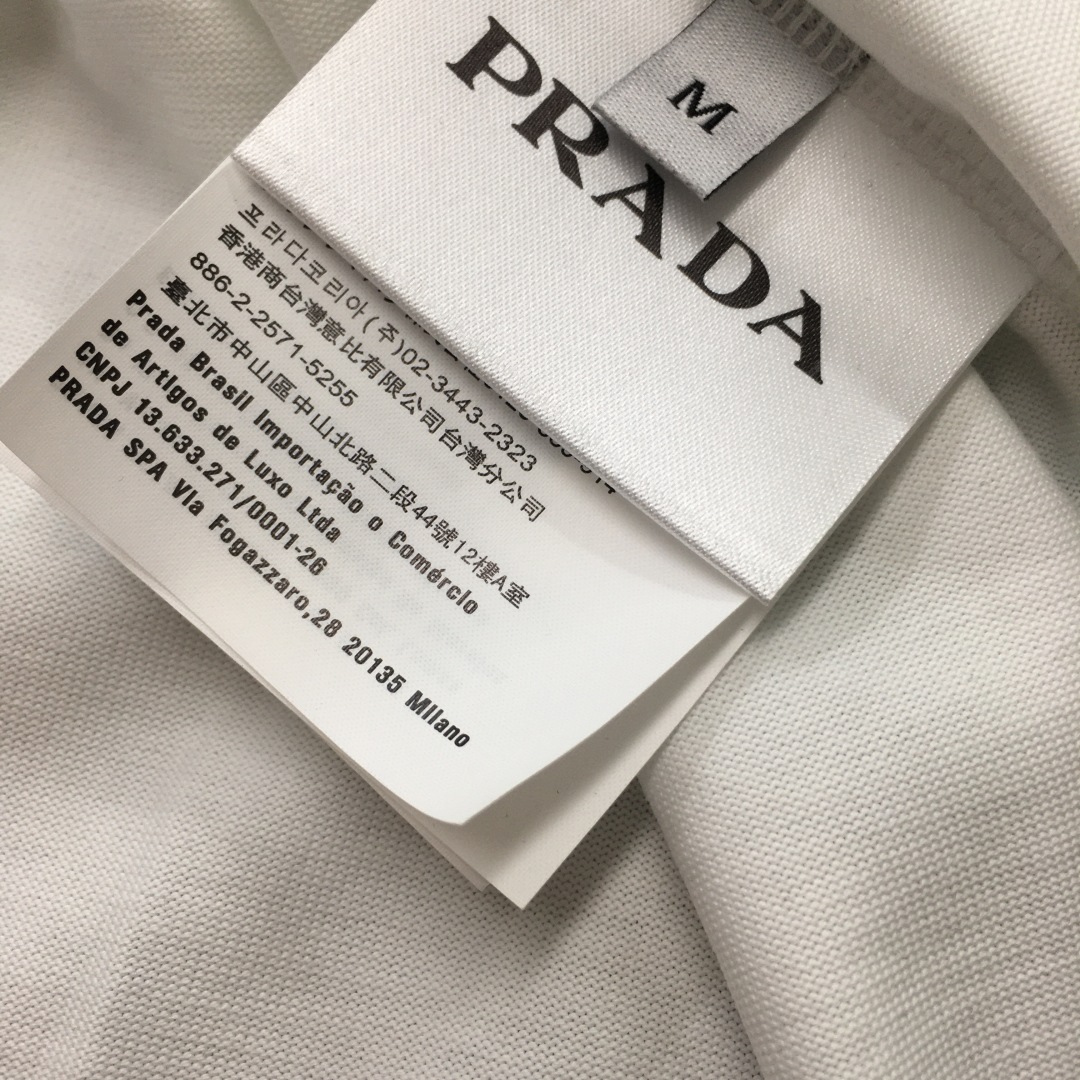 PRADA
M
프라다코리아(주)02-3443-2323
香港商台灣意比有限公司台灣分公司
886-2-2571-5255
臺北市中山區中山北路二段44號12樓A室
Prada Brasil Importação o Comércio
de Artigos de Luxo Ltda
CNPJ 13.633.271/0001-26
PRADA SPA Via Fogazzaro,28 20135 Milano